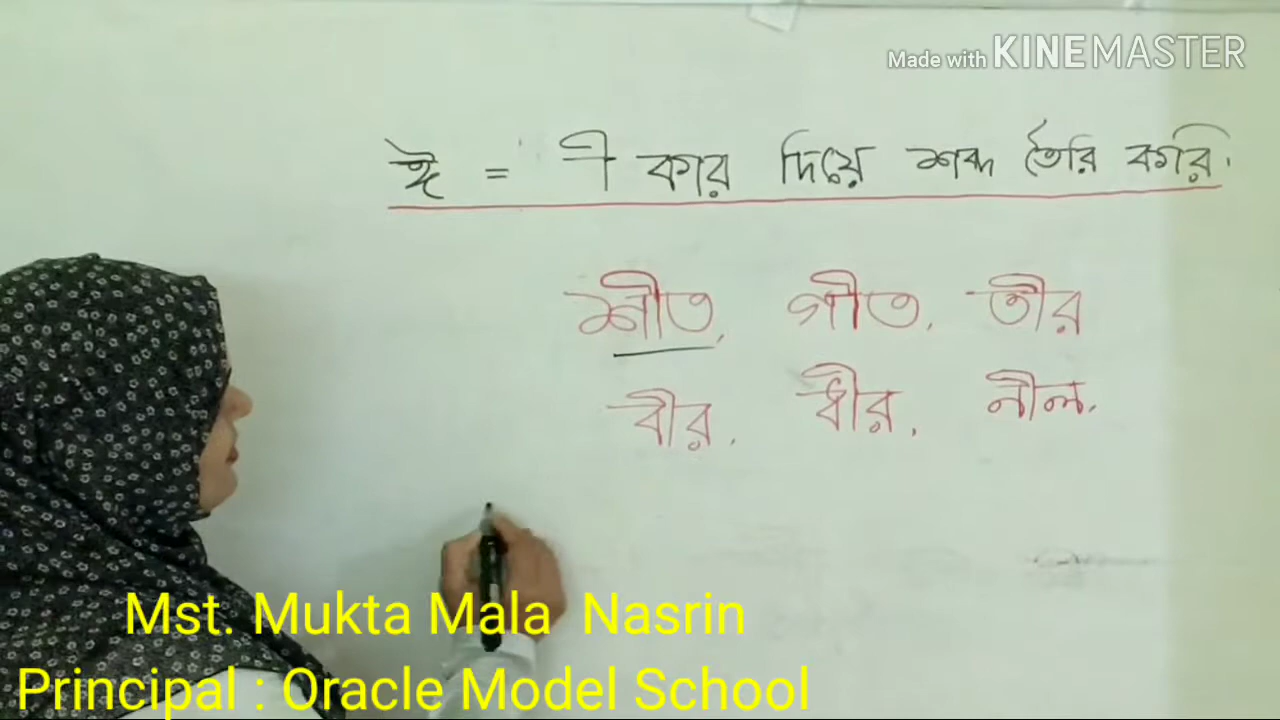 Made with KINEMASTER
ঈ = ী কার দিয়ে শব্দ তৈরি করি।
শীত, গীত, তীর
বীর, ধীর, নীল,
Mst. Mukta Mala Nasrin
Principal : Oracle Model School